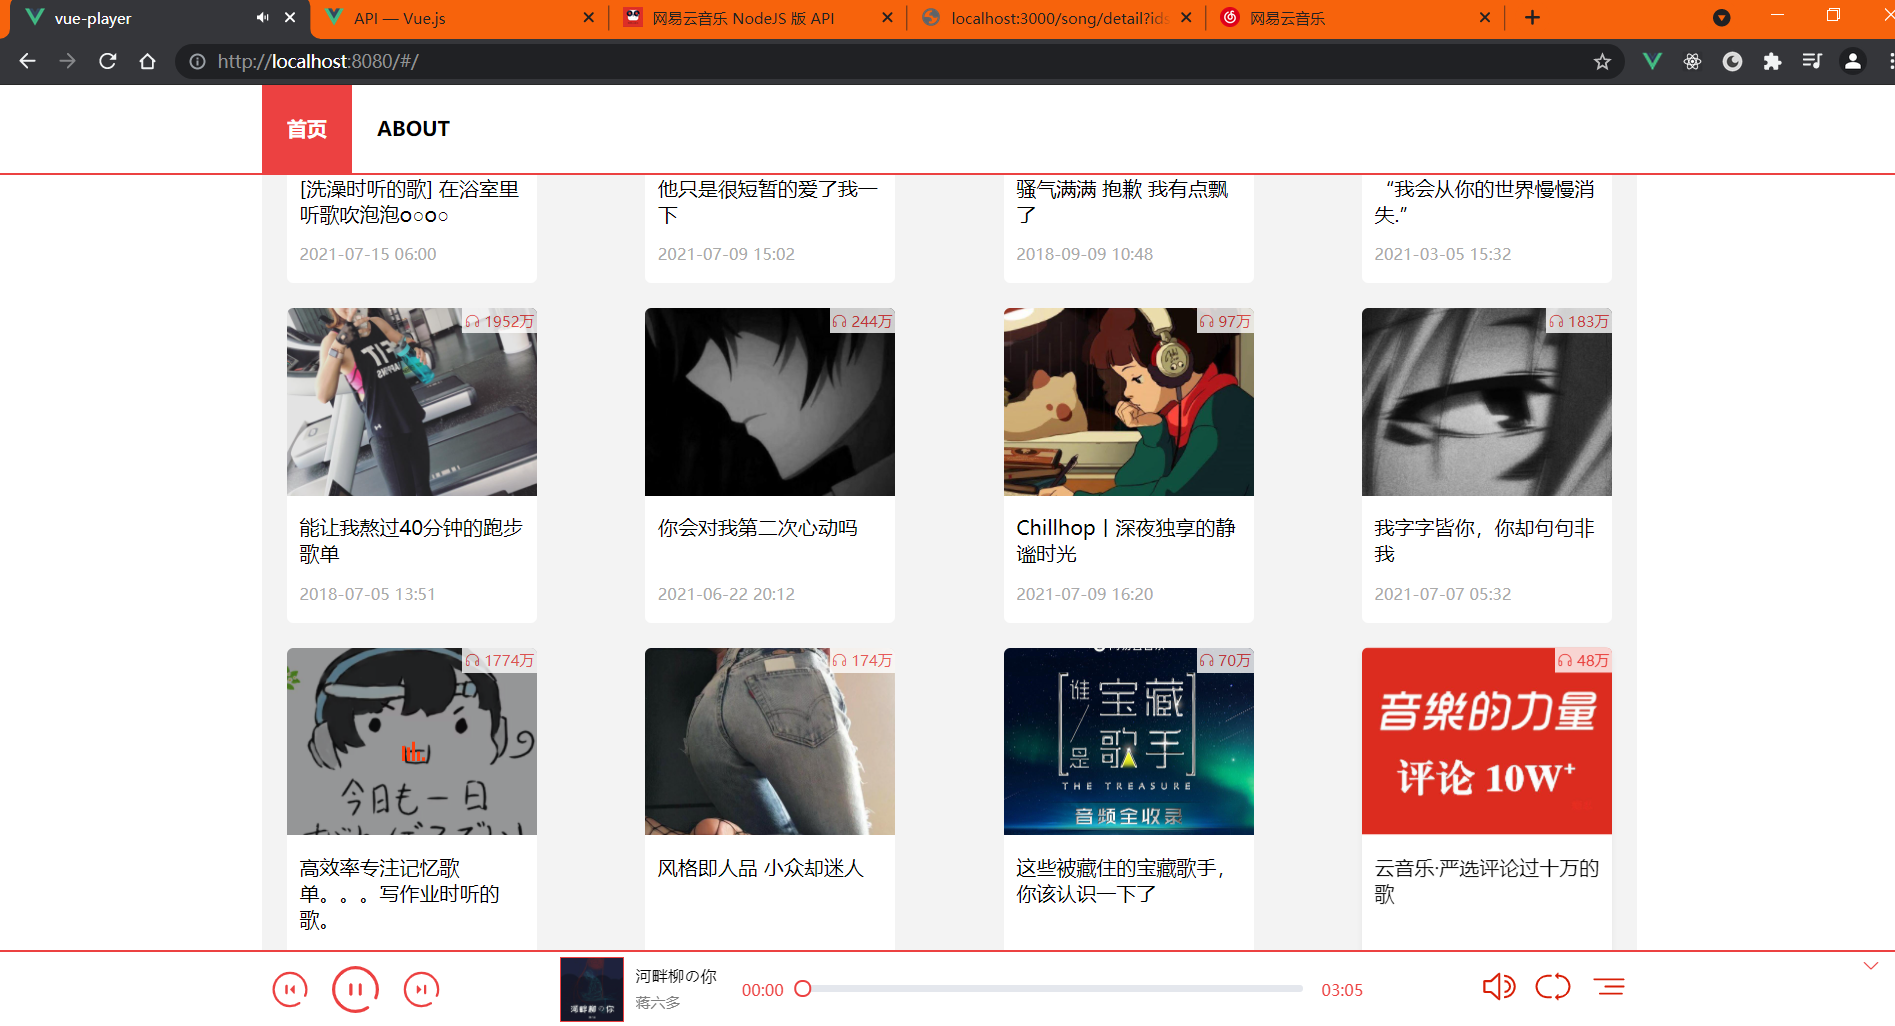 vue-player
API — Vue.js
网易云音乐 NodeJS 版 API
localhost:3000/song/detail?ids
网易云音乐
http://localhost:8080/#/
首页
ABOUT
[洗澡时听的歌] 在浴室里
听歌吹泡泡o○o○
2021-07-15 06:00
他只是很短暂的爱了我一
下
2021-07-09 15:02
骚气满满 抱歉 我有点飘
了
2018-09-09 10:48
“我会从你的世界慢慢消
失.”
2021-03-05 15:32
1952万
FIT
能让我熬过40分钟的跑步
歌单
2018-07-05 13:51
244万
你会对我第二次心动吗
2021-06-22 20:12
97万
Chillhop丨深夜独享的静
谧时光
2021-07-09 16:20
183万
我字字皆你，你却句句非
我
2021-07-07 05:32
1774万
今日も一日
高效率专注记忆歌
单。。。写作业时听的
歌。
174万
风格即人品 小众却迷人
70万
谁是
宝藏
歌手
THE TREASURE
音频全收录
这些被藏住的宝藏歌手，
你该认识一下了
48万
音樂的力量
评论 10W+
云音乐·严选评论过十万的
歌
河畔柳の你
河畔柳の你
蒋六多
00:00
03:05